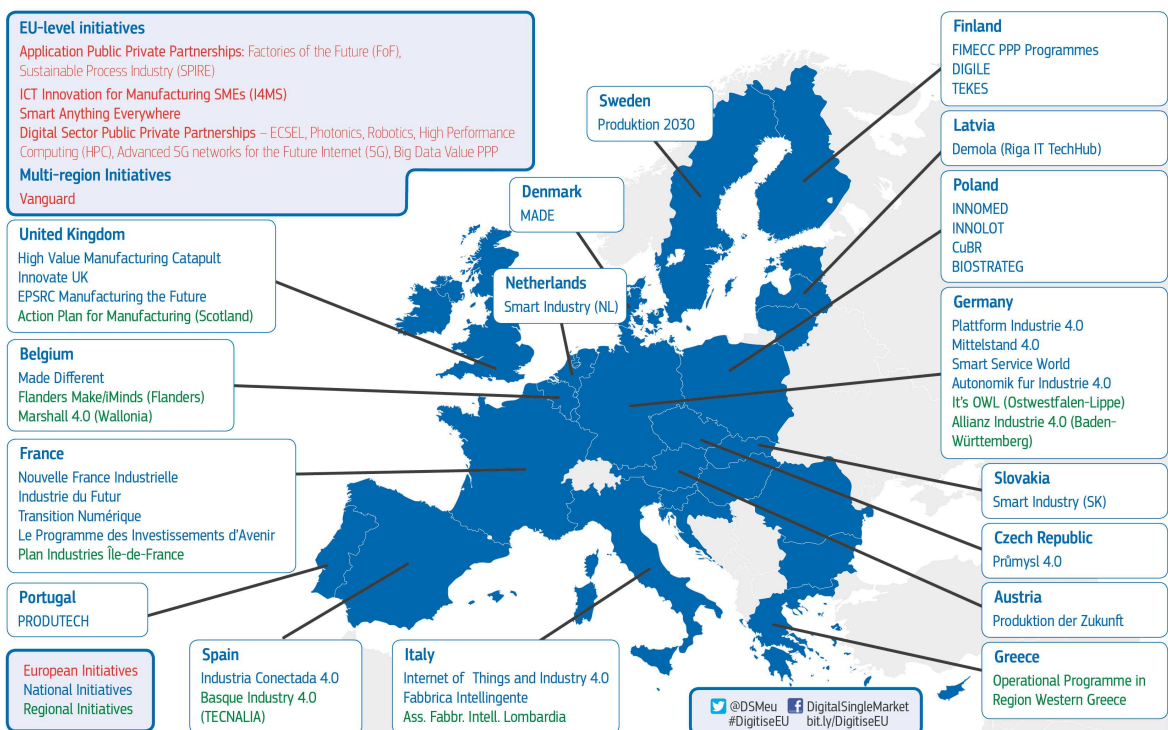 EU-level initiatives
Application Public Private Partnerships: Factories of the Future (FoF),
Sustainable Process Industry (SPIRE)
ICT Innovation for Manufacturing SMEs (I4MS)
Smart Anything Everywhere
Digital Sector Public Private Partnerships – ECSEL, Photonics, Robotics, High Performance
Computing (HPC), Advanced 5G networks for the Future Internet (5G), Big Data Value PPP
Multi-region Initiatives
Vanguard
United Kingdom
High Value Manufacturing Catapult
Innovate UK
EPSRC Manufacturing the Future
Action Plan for Manufacturing (Scotland)
Belgium
Made Different
Flanders Make/iMinds (Flanders)
Marshall 4.0 (Wallonia)
France
Nouvelle France Industrielle
Industrie du Futur
Transition Numérique
Le Programme des Investissements d'Avenir
Plan Industries Île-de-France
Portugal
PRODUTECH
European Initiatives
National Initiatives
Regional Initiatives
Spain
Industria Conectada 4.0
Basque Industry 4.0
(TECNALIA)
Italy
Internet of Things and Industry 4.0
Fabbrica Intellingente
Ass. Fabbr. Intell. Lombardia
Sweden
Produktion 2030
Denmark
MADE
Netherlands
Smart Industry (NL)
Finland
FIMECC PPP Programmes
DIGILE
TEKES
Latvia
Demola (Riga IT TechHub)
Poland
INNOMED
INNOLOT
CuBR
BIOSTRATEG
Germany
Plattform Industrie 4.0
Mittelstand 4.0
Smart Service World
Autonomik fur Industrie 4.0
It's OWL (Ostwestfalen-Lippe)
Allianz Industrie 4.0 (Baden-
Württemberg)
Slovakia
Smart Industry (SK)
Czech Republic
Průmysl 4.0
Austria
Produktion der Zukunft
Greece
Operational Programme in
Region Western Greece
@DSMeu DigitalSingleMarket
#DigitiseEU bit.ly/DigitiseEU